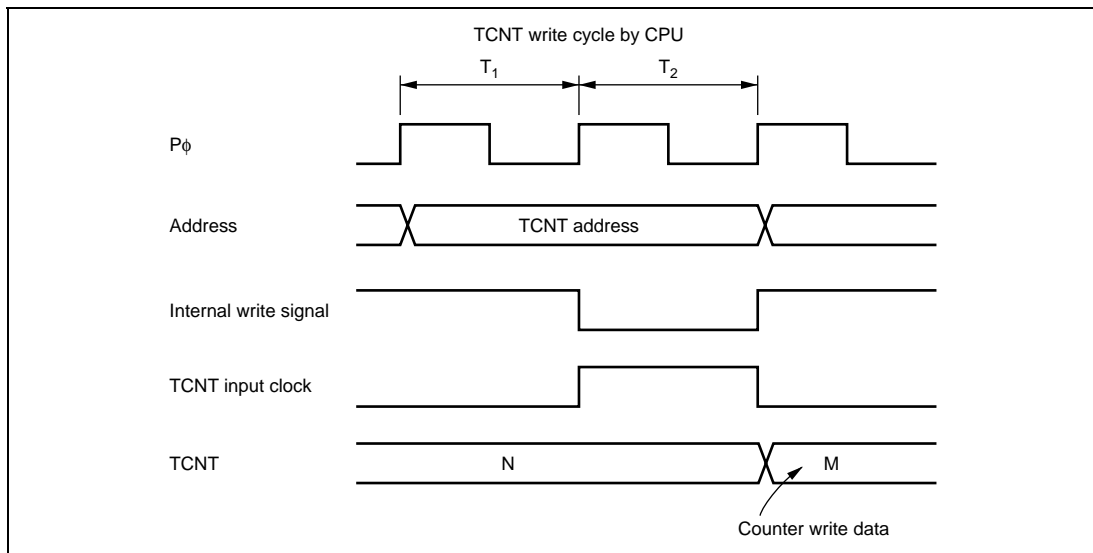 TCNT write cycle by CPU
T1 T2
Pϕ
Address TCNT address
Internal write signal
TCNT input clock
TCNT N M
Counter write data